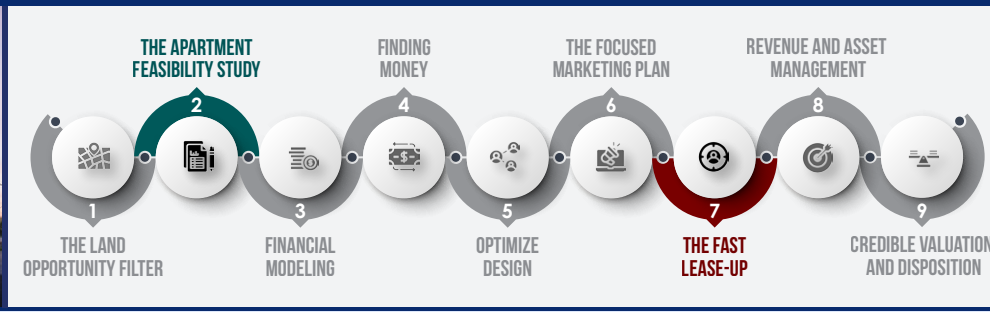 THE APARTMENT
FEASIBILITY STUDY
FINDING
MONEY
THE FOCUSED
MARKETING PLAN
REVENUE AND ASSET
MANAGEMENT
2
4
6
8
1
3
5
7
9
THE LAND
OPPORTUNITY FILTER
FINANCIAL
MODELING
OPTIMIZE
DESIGN
THE FAST
LEASE-UP
CREDIBLE VALUATION
AND DISPOSITION